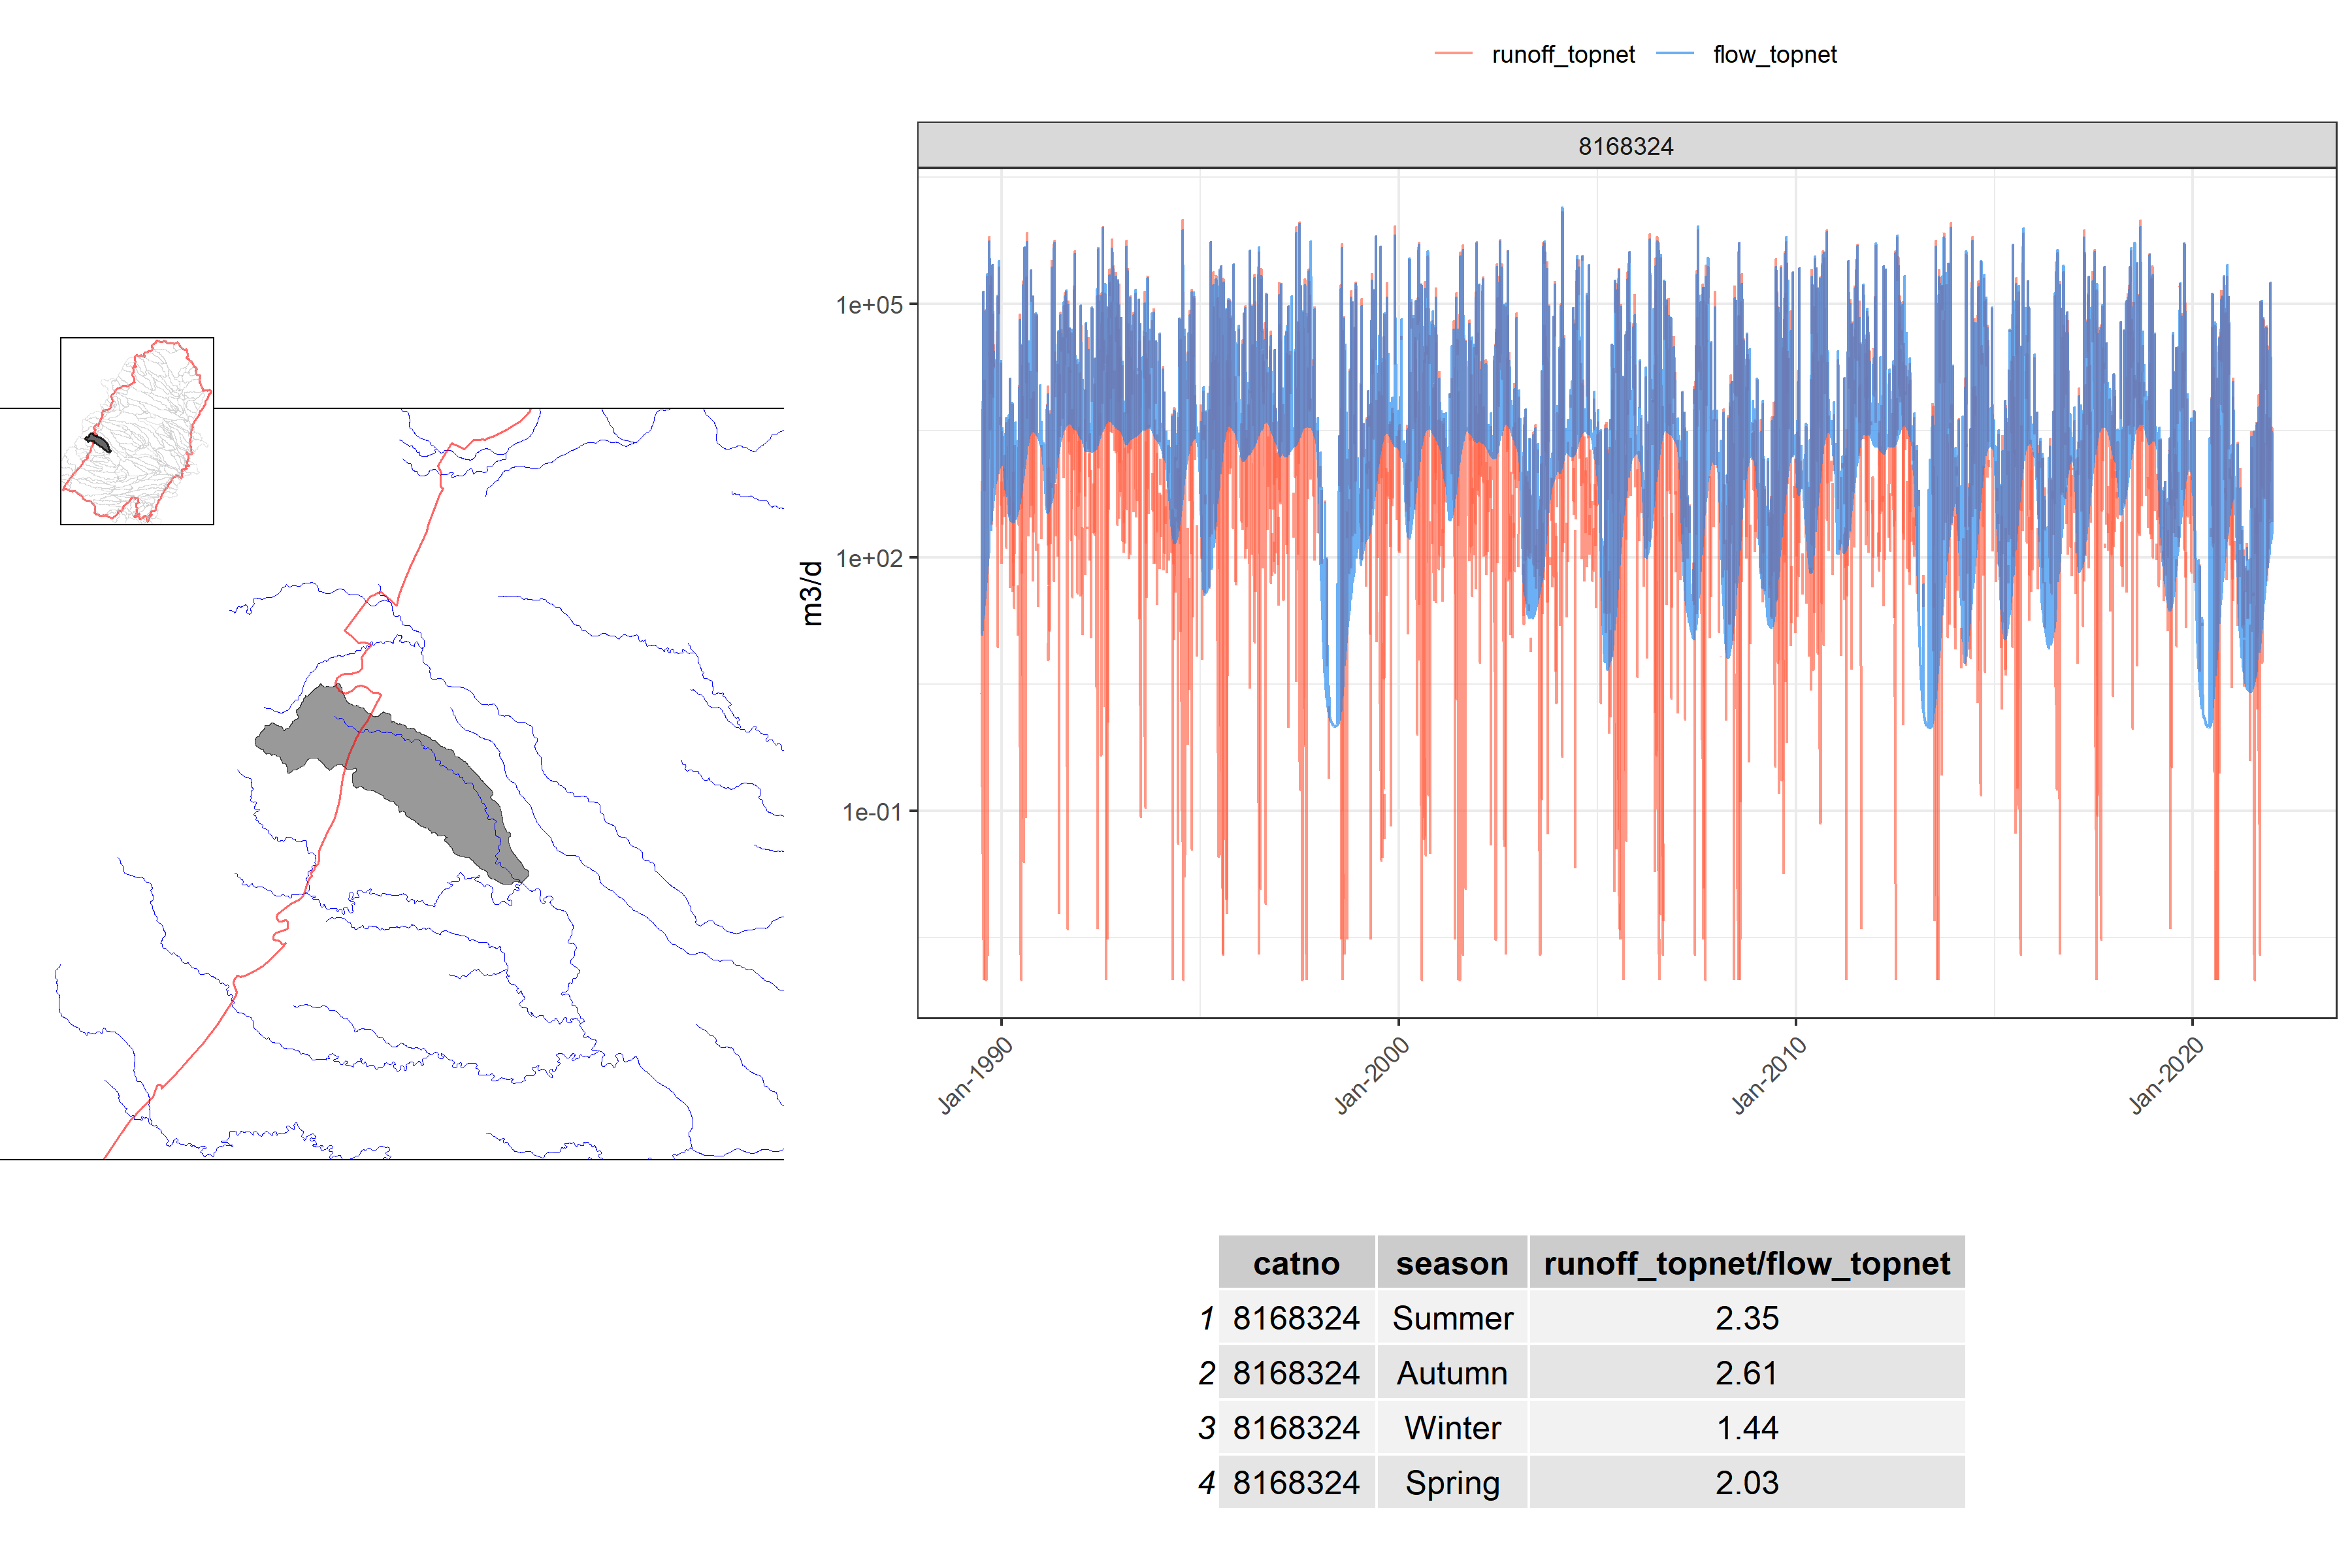 runoff_topnet flow_topnet
8168324
1e+05
1e+02
1e-01
m3/d
Jan-1990 Jan-2000 Jan-2010 Jan-2020
catno season runoff_topnet/flow_topnet
1 8168324 Summer 2.35
2 8168324 Autumn 2.61
3 8168324 Winter 1.44
4 8168324 Spring 2.03